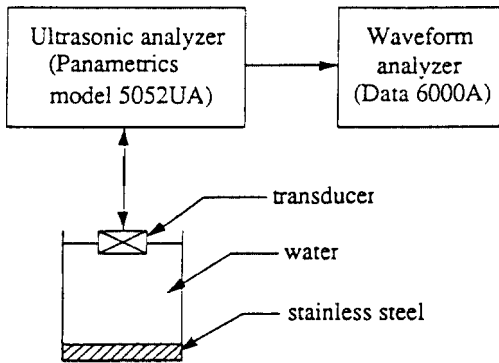 Ultrasonic analyzer
(Panametrics
model 5052UA)
Waveform
analyzer
(Data 6000A)
transducer
water
stainless steel